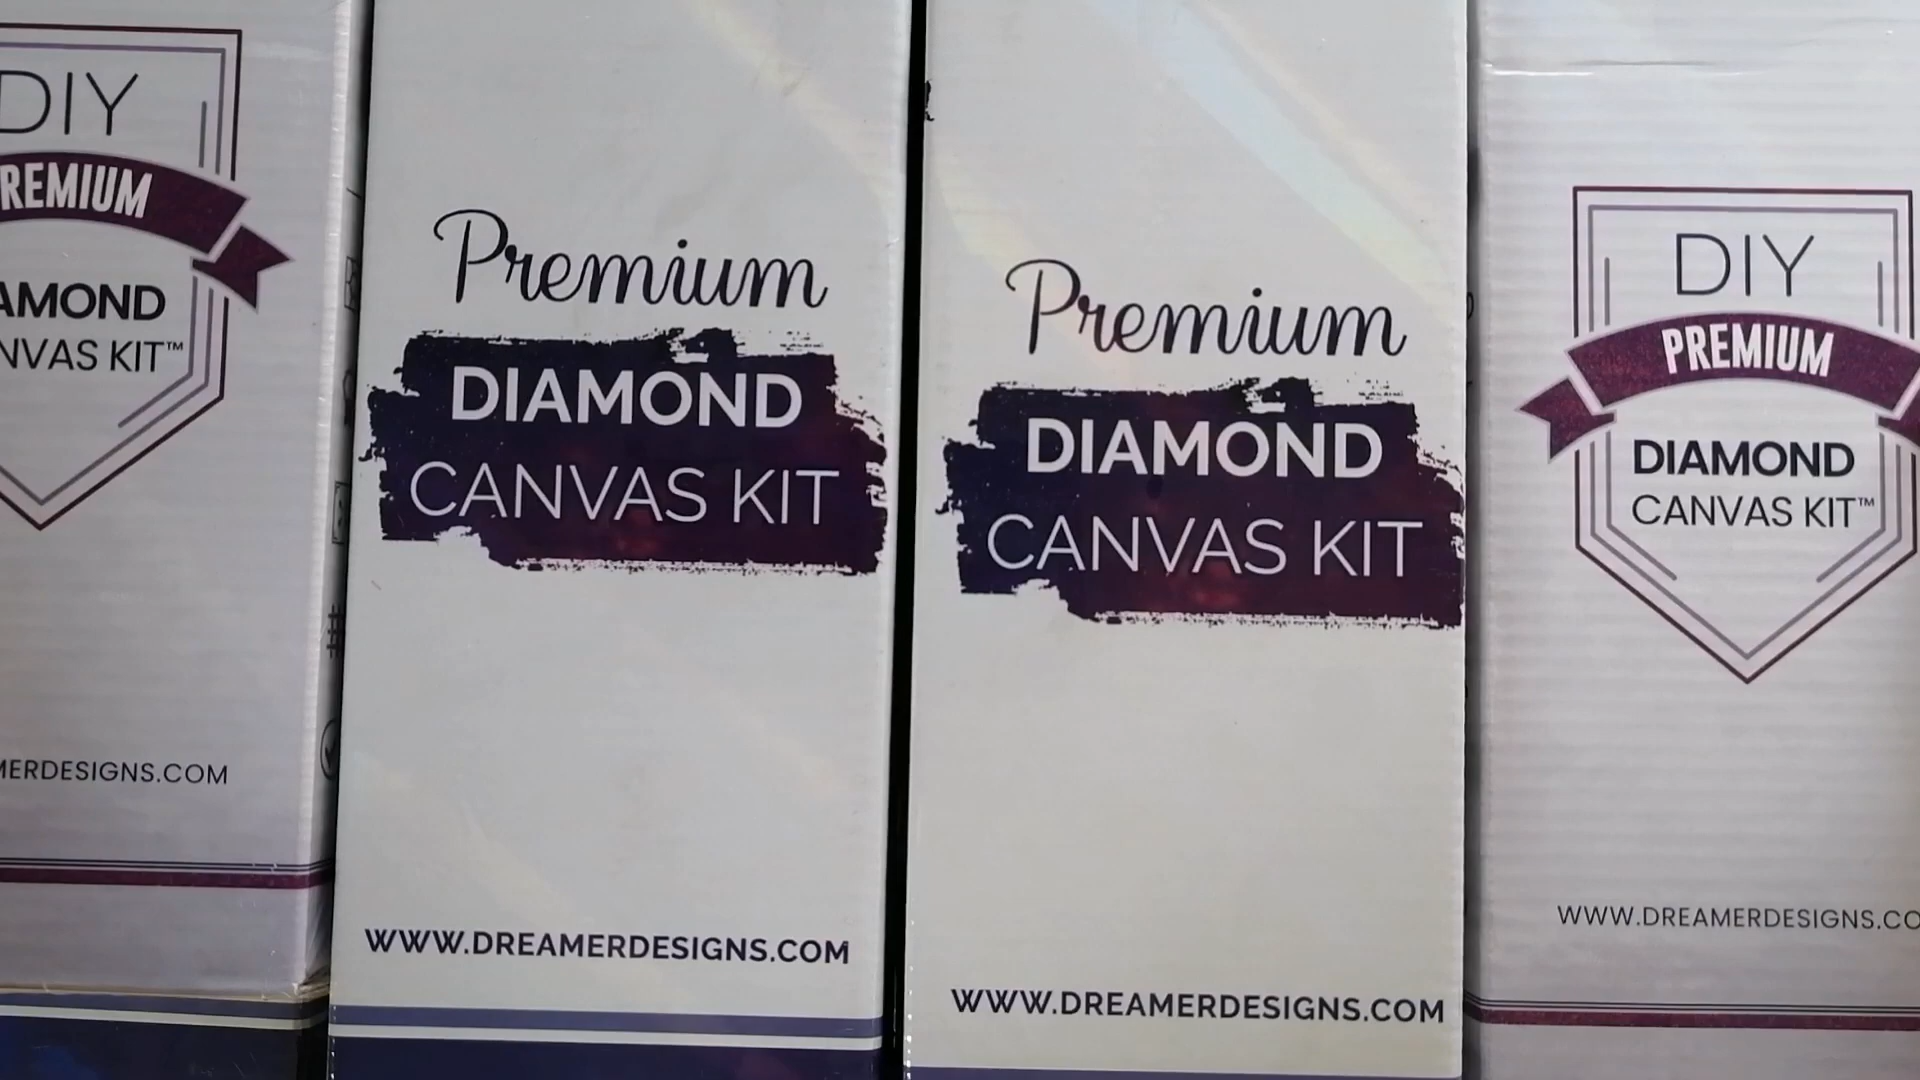 DIY
REMIUM
AMOND
NVAS KIT™
MERDESIGNS.COM
Premium
DIAMOND
CANVAS KIT
WWW.DREAMERDESIGNS.COM
Premium
DIAMOND
CANVAS KIT
WWW.DREAMERDESIGNS.COM
DIY
PREMIUM
DIAMOND
CANVAS KIT™
WWW.DREAMERDESIGNS.CO